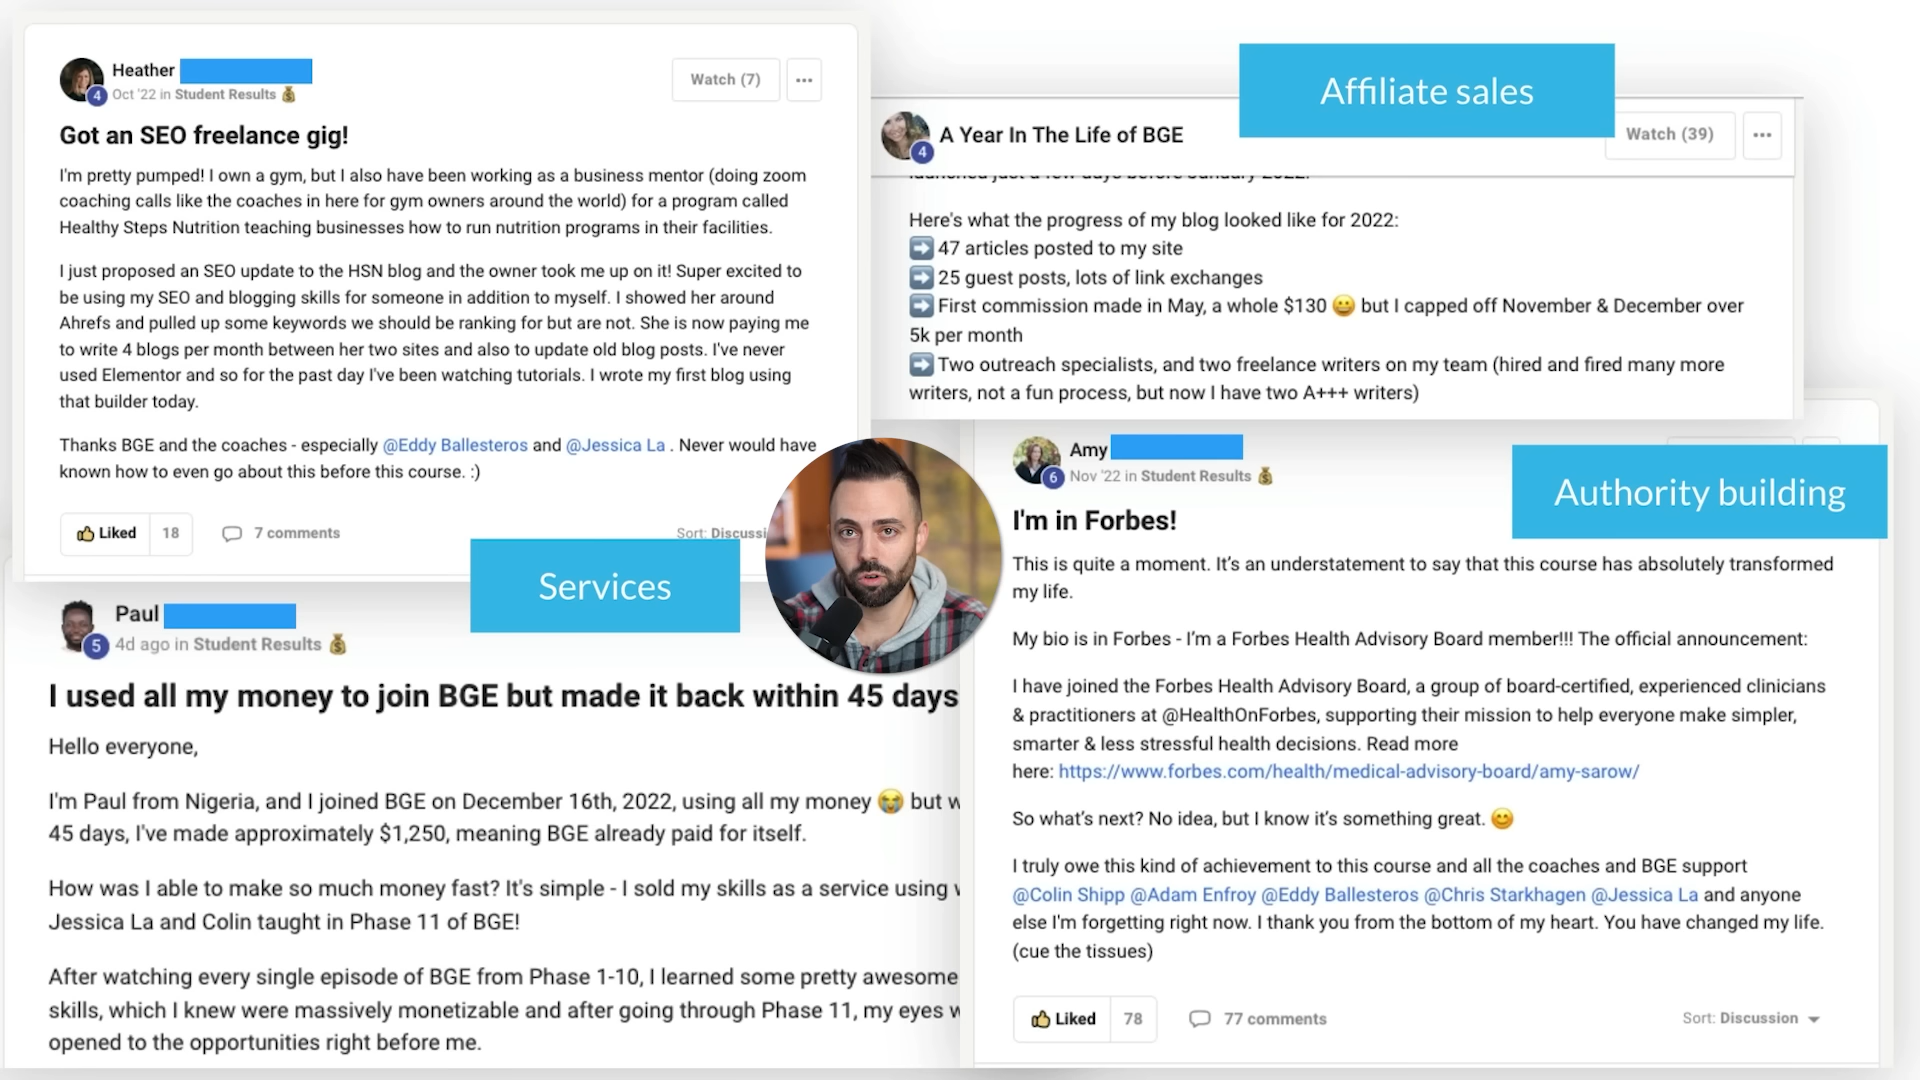 Heather
4
Oct '22 in Student Results
Watch (7)
Got an SEO freelance gig!
I'm pretty pumped! I own a gym, but I also have been working as a business mentor (doing zoom
coaching calls like the coaches in here for gym owners around the world) for a program called
Healthy Steps Nutrition teaching businesses how to run nutrition programs in their facilities.
I just proposed an SEO update to the HSN blog and the owner took me up on it! Super excited to
be using my SEO and blogging skills for someone in addition to myself. I showed her around
Ahrefs and pulled up some keywords we should be ranking for but are not. She is now paying me
to write 4 blogs per month between her two sites and also to update old blog posts. I've never
used Elementor and so for the past day I've been watching tutorials. I wrote my first blog using
that builder today.
Thanks BGE and the coaches - especially @Eddy Ballesteros and @Jessica La . Never would have
known how to even go about this before this course. :)
Liked 18
7 comments
Sort: Discussi
Affiliate sales
4
A Year In The Life of BGE
Watch (39)
launched just a few days before January 2022.
Here's what the progress of my blog looked like for 2022:
➡️ 47 articles posted to my site
➡️ 25 guest posts, lots of link exchanges
➡️ First commission made in May, a whole $130 😀 but I capped off November & December over
5k per month
➡️ Two outreach specialists, and two freelance writers on my team (hired and fired many more
writers, not a fun process, but now I have two A+++ writers)
Services
Paul
5
4d ago in Student Results
I used all my money to join BGE but made it back within 45 days
Hello everyone,
I'm Paul from Nigeria, and I joined BGE on December 16th, 2022, using all my money 😭 but w
45 days, I've made approximately $1,250, meaning BGE already paid for itself.
How was I able to make so much money fast? It's simple - I sold my skills as a service using w
Jessica La and Colin taught in Phase 11 of BGE!
After watching every single episode of BGE from Phase 1-10, I learned some pretty awesome
skills, which I knew were massively monetizable and after going through Phase 11, my eyes w
opened to the opportunities right before me.
Authority building
Amy
6
Nov '22 in Student Results
I'm in Forbes!
This is quite a moment. It's an understatement to say that this course has absolutely transformed
my life.
My bio is in Forbes - I'm a Forbes Health Advisory Board member!!! The official announcement:
I have joined the Forbes Health Advisory Board, a group of board-certified, experienced clinicians
& practitioners at @HealthOnForbes, supporting their mission to help everyone make simpler,
smarter & less stressful health decisions. Read more
here: https://www.forbes.com/health/medical-advisory-board/amy-sarow/
So what's next? No idea, but I know it's something great. 😊
I truly owe this kind of achievement to this course and all the coaches and BGE support
@Colin Shipp @Adam Enfroy @Eddy Ballesteros @Chris Starkhagen @Jessica La and anyone
else I'm forgetting right now. I thank you from the bottom of my heart. You have changed my life.
(cue the tissues)
Liked 78
77 comments
Sort: Discussion